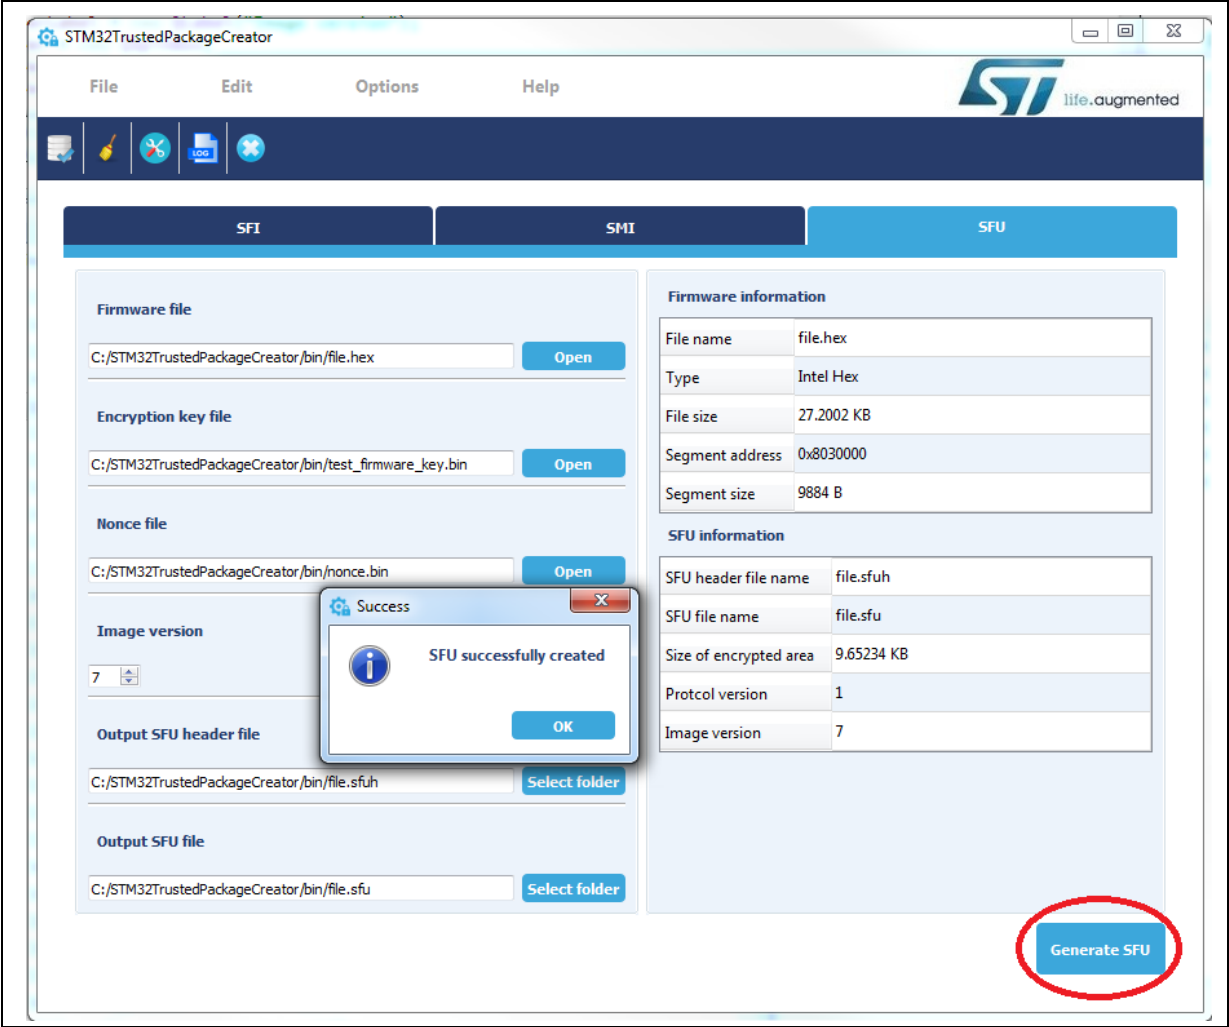 STM32TrustedPackageCreator
File Edit Options Help
ST life.augmented
LOG
SFI SMI SFU
Firmware file
C:/STM32TrustedPackageCreator/bin/file.hex Open
Encryption key file
C:/STM32TrustedPackageCreator/bin/test_firmware_key.bin Open
Nonce file
C:/STM32TrustedPackageCreator/bin/nonce.bin Open
Image version
7
Output SFU header file
C:/STM32TrustedPackageCreator/bin/file.sfuh Select folder
Output SFU file
C:/STM32TrustedPackageCreator/bin/file.sfu Select folder
Success
SFU successfully created
OK
Firmware information
File name file.hex
Type Intel Hex
File size 27.2002 KB
Segment address 0x8030000
Segment size 9884 B
SFU information
SFU header file name file.sfuh
SFU file name file.sfu
Size of encrypted area 9.65234 KB
Protcol version 1
Image version 7
Generate SFU